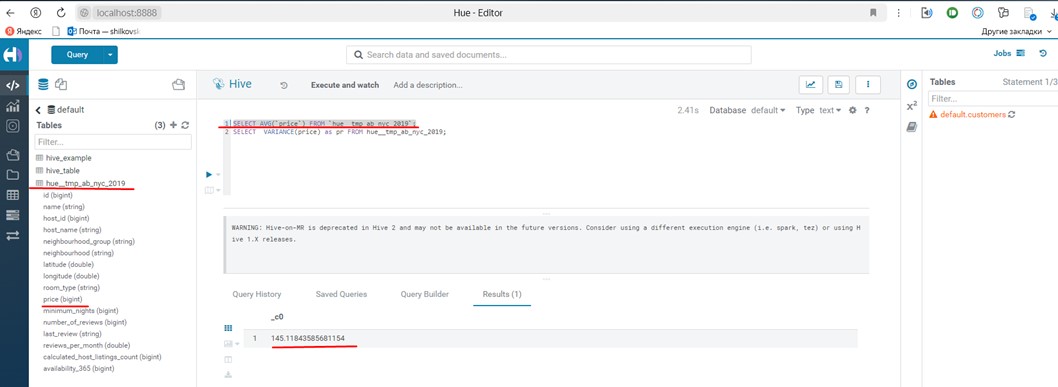 localhost:8888
Hue - Editor
Яндекс
Почта — shilkovsk
Другие закладки
Query
Search data and saved documents...
Jobs
default
Tables (3)
Filter...
hive_example
hive_table
hue__tmp_ab_nyc_2019
id (bigint)
name (string)
host_id (bigint)
host_name (string)
neighbourhood_group (string)
neighbourhood (string)
latitude (double)
longitude (double)
room_type (string)
price (bigint)
minimum_nights (bigint)
number_of_reviews (bigint)
last_review (string)
reviews_per_month (double)
calculated_host_listings_count (bigint)
availability_365 (bigint)
Hive
Execute and watch
Add a description...
2.41s Database default Type text ?
1 SELECT AVG(`price`) FROM `hue__tmp_ab_nyc_2019`;
2 SELECT VARIANCE(price) as pr FROM hue__tmp_ab_nyc_2019;
WARNING: Hive-on-MR is deprecated in Hive 2 and may not be available in the future versions. Consider using a different execution engine (i.e. spark, tez) or using H
ive 1.X releases.
Query History
Saved Queries
Query Builder
Results (1)
_c0
1 145.11843585681154
Tables
Statement 1/3
Filter...
default.customers